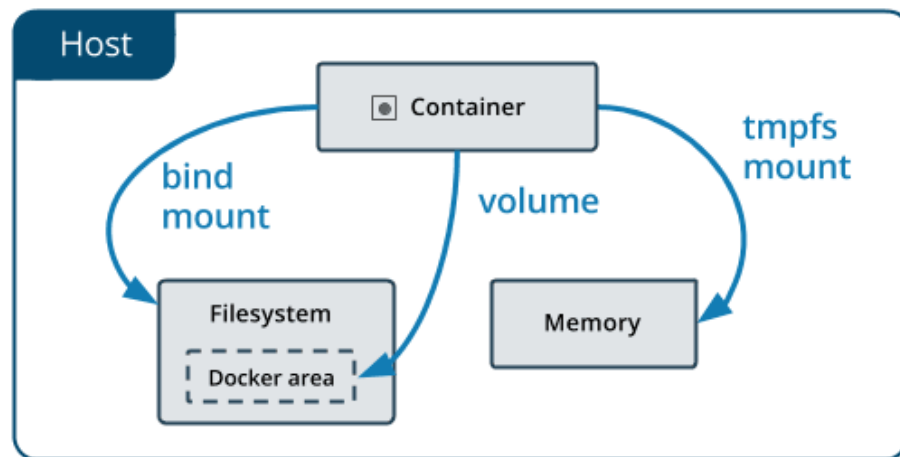 Host
Container
bind
mount
volume
tmpfs
mount
Filesystem
Docker area
Memory